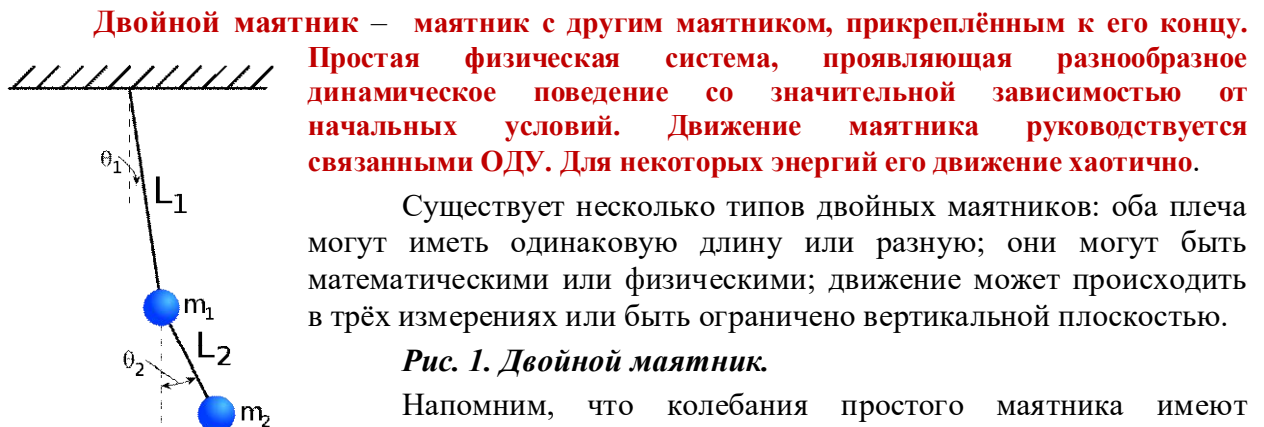 Двойной маятник – маятник с другим маятником, прикреплённым к его концу.
Простая физическая система, проявляющая разнообразное
динамическое поведение со значительной зависимостью от
начальных условий. Движение маятника руководствуется
связанными ОДУ. Для некоторых энергий его движение хаотично.
θ₁
L₁
Существует несколько типов двойных маятников: оба плеча
могут иметь одинаковую длину или разную; они могут быть
математическими или физическими; движение может происходить
в трёх измерениях или быть ограничено вертикальной плоскостью.
m₁
L₂
θ₂
m₂
Рис. 1. Двойной маятник.
Напомним, что колебания простого маятника имеют